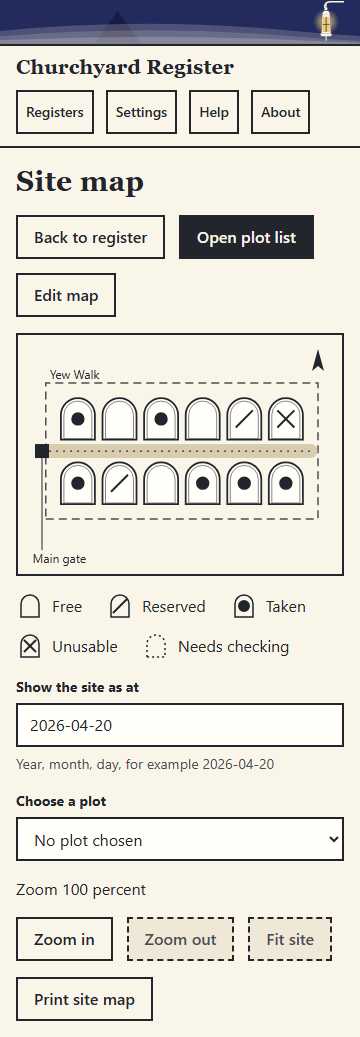 Churchyard Register
Registers Settings Help About
Site map
Back to register Open plot list
Edit map
Yew Walk
Main gate
Free Reserved Taken
Unusable Needs checking
Show the site as at
2026-04-20
Year, month, day, for example 2026-04-20
Choose a plot
No plot chosen
Zoom 100 percent
Zoom in Zoom out Fit site
Print site map